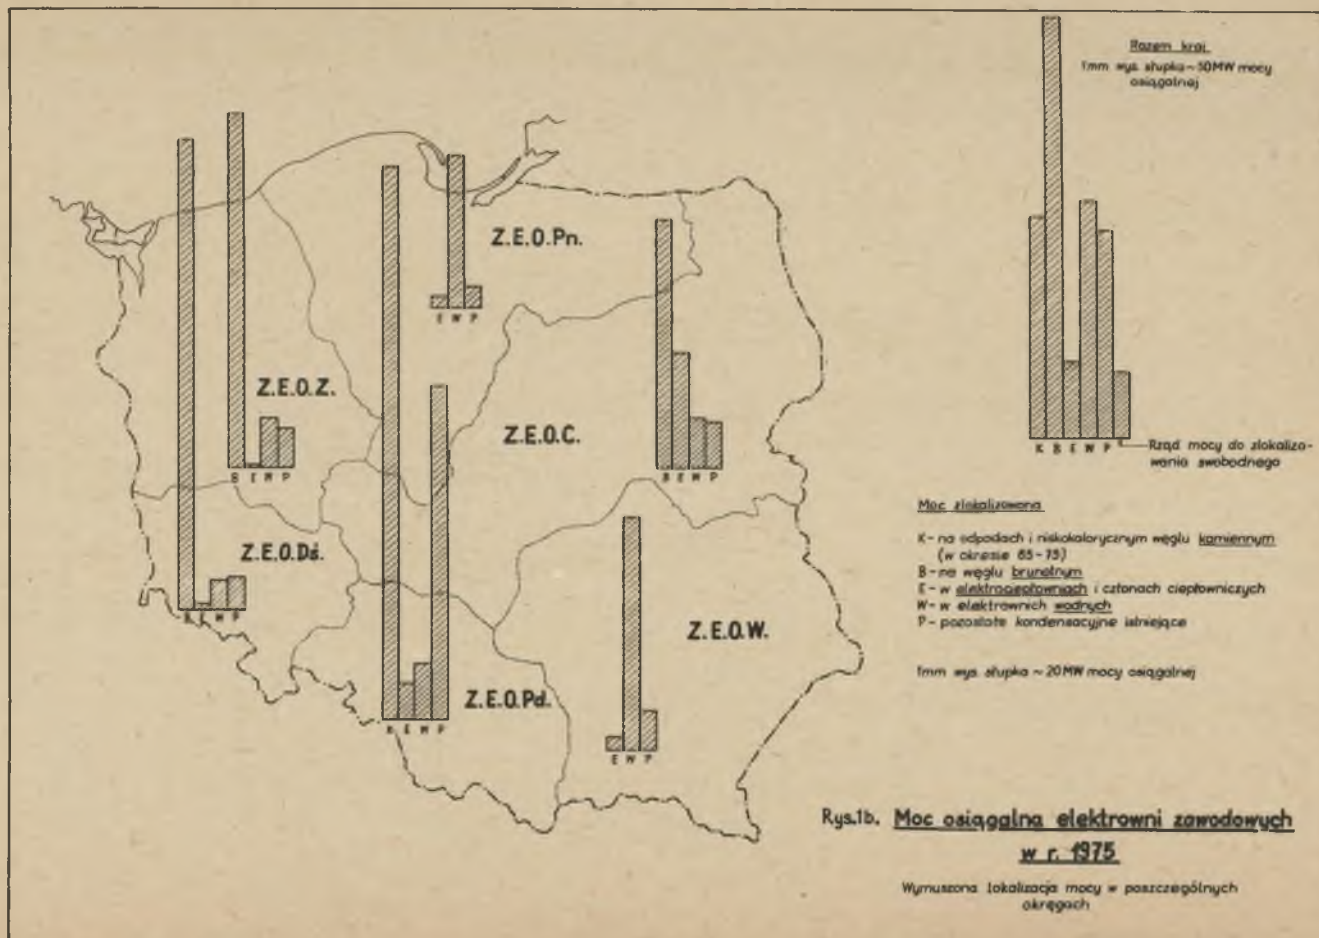 Razem kraj
1mm wys. słupka ~ 50MW mocy
osiągalnej
Z.E.O.Pn.
E W P
Z.E.O.Z.
B E W P
Z.E.O.C.
B E W P
K B E W P
Rząd mocy do zlokalizo-
wania swobodnego
Z.E.O.Dś.
B E W P
Z.E.O.W.
E W P
Z.E.O.Pd.
K E W P
Moc zlokalizowana
K - na odpadach i niskokalorycznym węglu kamiennym
(w okresie 65-75)
B - na węglu brunatnym
E - w elektrociepłowniach i członach ciepłowniczych
W - w elektrowniach wodnych
P - pozostałe kondensacyjne istniejące
1mm wys. słupka ~ 20MW mocy osiągalnej
Rys.1b. Moc osiągalna elektrowni zawodowych
w r. 1975
Wymuszona lokalizacja mocy w poszczególnych
okręgach